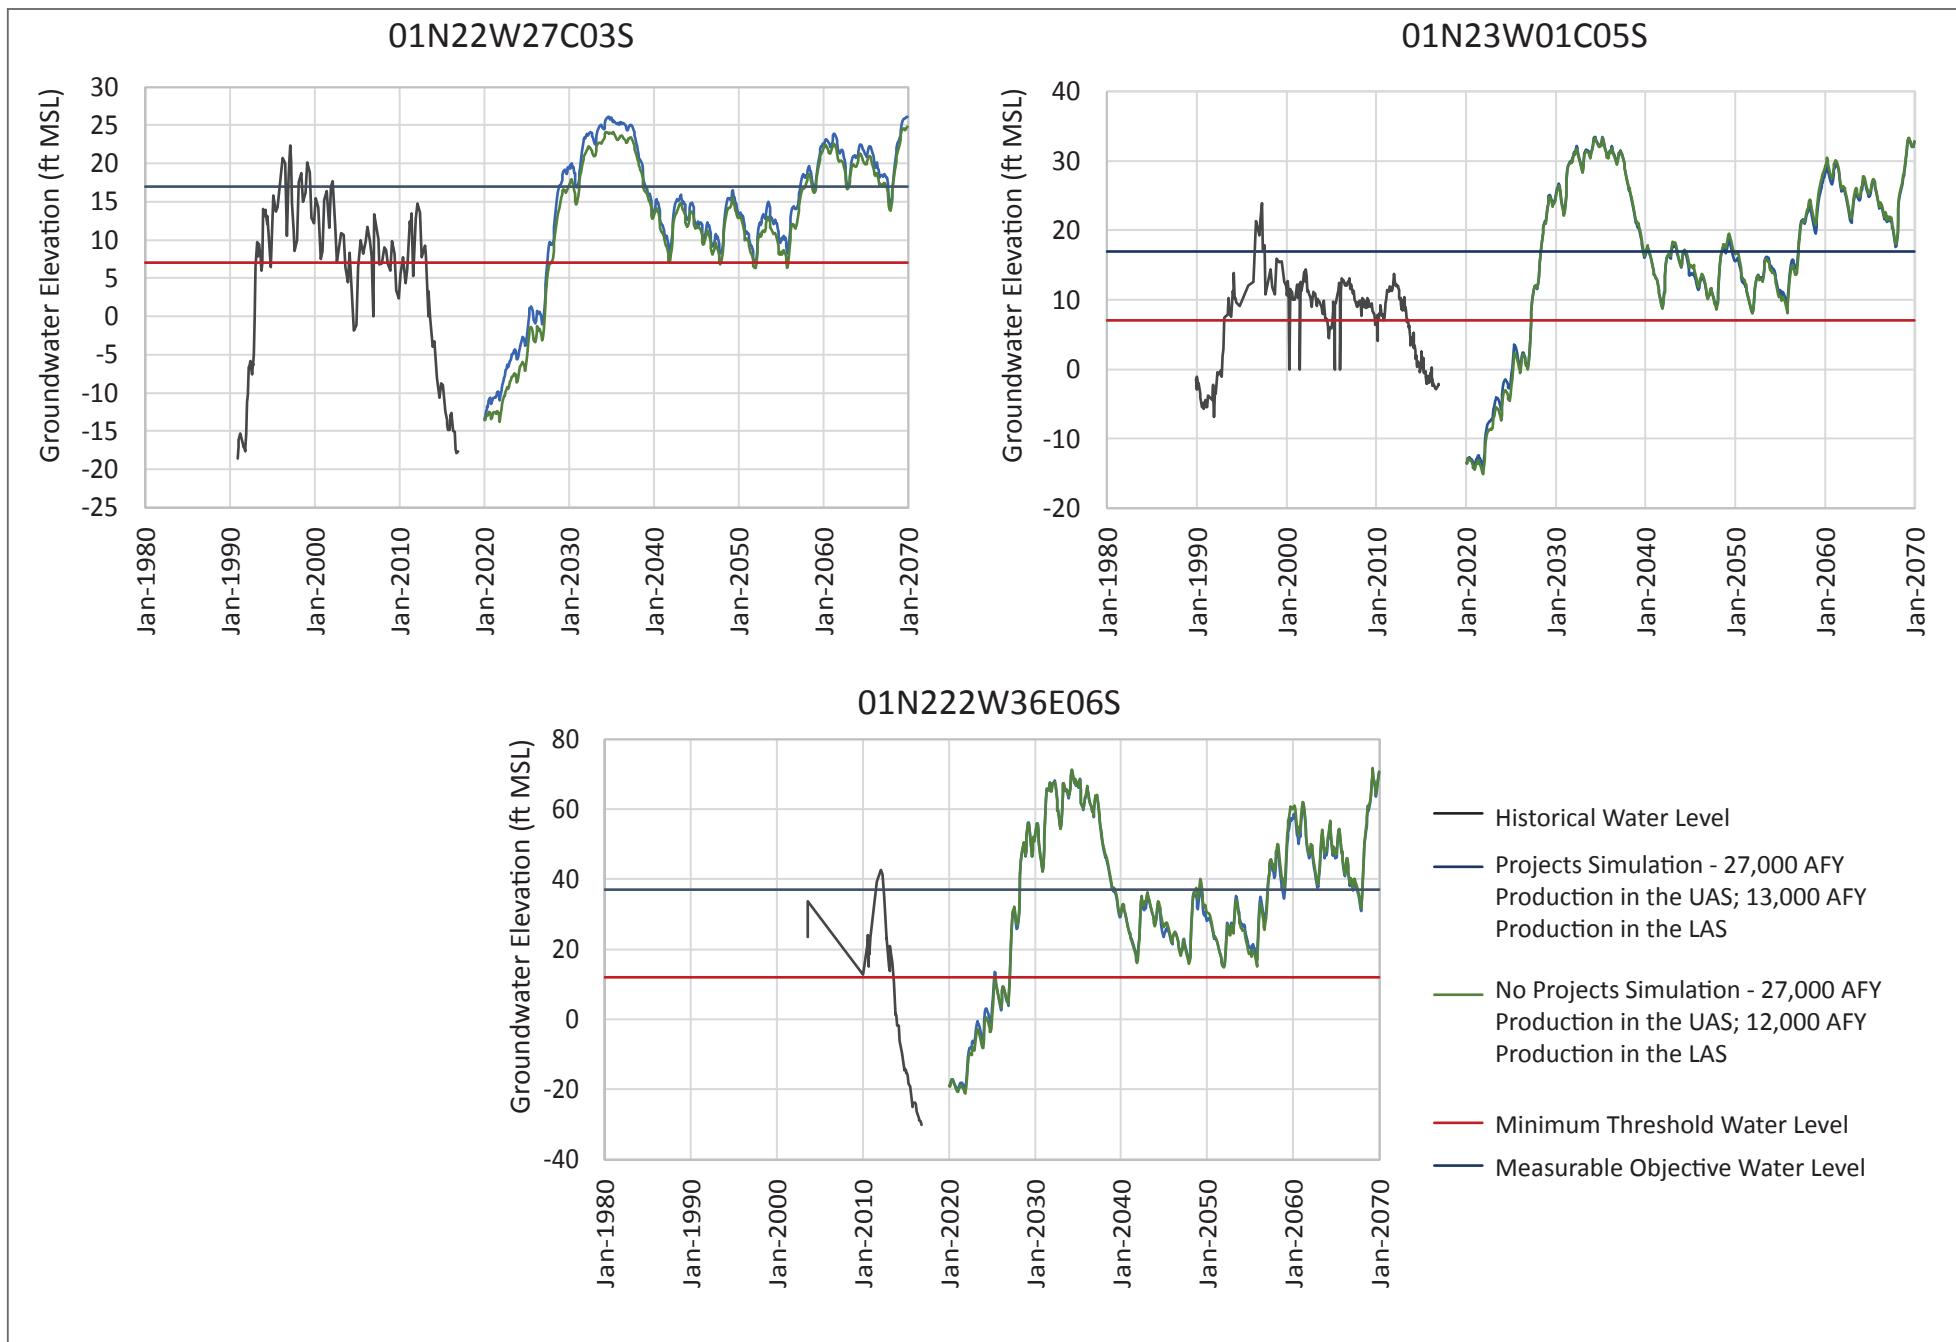 01N22W27C03S
Groundwater Elevation (ft MSL)
30
25
20
15
10
5
0
-5
-10
-15
-20
-25
Jan-1980
Jan-1990
Jan-2000
Jan-2010
Jan-2020
Jan-2030
Jan-2040
Jan-2050
Jan-2060
Jan-2070
01N23W01C05S
Groundwater Elevation (ft MSL)
40
30
20
10
0
-10
-20
Jan-1980
Jan-1990
Jan-2000
Jan-2010
Jan-2020
Jan-2030
Jan-2040
Jan-2050
Jan-2060
Jan-2070
01N222W36E06S
Groundwater Elevation (ft MSL)
80
60
40
20
0
-20
-40
Jan-1980
Jan-1990
Jan-2000
Jan-2010
Jan-2020
Jan-2030
Jan-2040
Jan-2050
Jan-2060
Jan-2070
Historical Water Level
Projects Simulation - 27,000 AFY
Production in the UAS; 13,000 AFY
Production in the LAS
No Projects Simulation - 27,000 AFY
Production in the UAS; 12,000 AFY
Production in the LAS
Minimum Threshold Water Level
Measurable Objective Water Level